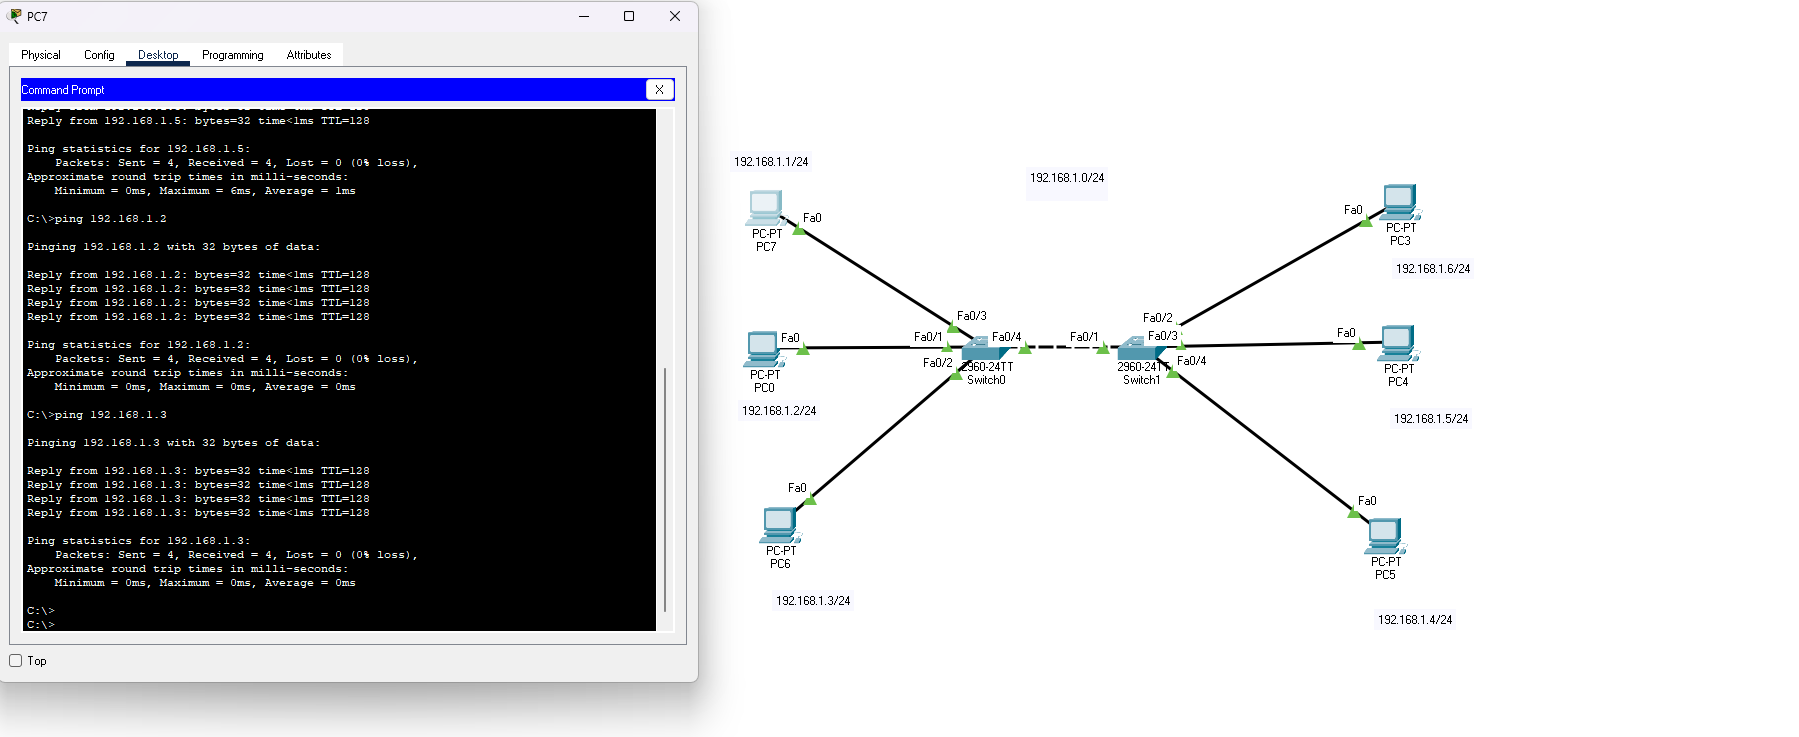 PC7
Physical
Config
Desktop
Programming
Attributes
Command Prompt
X
Reply from 192.168.1.5: bytes=32 time<1ms TTL=128
Ping statistics for 192.168.1.5:
Packets: Sent = 4, Received = 4, Lost = 0 (0% loss),
Approximate round trip times in milli-seconds:
Minimum = 0ms, Maximum = 6ms, Average = 1ms
C:\>ping 192.168.1.2
Pinging 192.168.1.2 with 32 bytes of data:
Reply from 192.168.1.2: bytes=32 time<1ms TTL=128
Reply from 192.168.1.2: bytes=32 time<1ms TTL=128
Reply from 192.168.1.2: bytes=32 time<1ms TTL=128
Reply from 192.168.1.2: bytes=32 time<1ms TTL=128
Ping statistics for 192.168.1.2:
Packets: Sent = 4, Received = 4, Lost = 0 (0% loss),
Approximate round trip times in milli-seconds:
Minimum = 0ms, Maximum = 0ms, Average = 0ms
C:\>ping 192.168.1.3
Pinging 192.168.1.3 with 32 bytes of data:
Reply from 192.168.1.3: bytes=32 time<1ms TTL=128
Reply from 192.168.1.3: bytes=32 time<1ms TTL=128
Reply from 192.168.1.3: bytes=32 time<1ms TTL=128
Reply from 192.168.1.3: bytes=32 time<1ms TTL=128
Ping statistics for 192.168.1.3:
Packets: Sent = 4, Received = 4, Lost = 0 (0% loss),
Approximate round trip times in milli-seconds:
Minimum = 0ms, Maximum = 0ms, Average = 0ms
C:\>
C:\>
Top
192.168.1.1/24
Fa0
PC-PT
PC7
192.168.1.0/24
Fa0
PC-PT
PC3
192.168.1.6/24
Fa0/3
Fa0
Fa0/1
Fa0/4
Fa0/2
2960-24TT
Switch0
PC-PT
PC0
192.168.1.2/24
Fa0/1
Fa0/2
Fa0/3
Fa0/4
2960-24TT
Switch1
Fa0
PC-PT
PC4
192.168.1.5/24
Fa0
PC-PT
PC6
192.168.1.3/24
Fa0
PC-PT
PC5
192.168.1.4/24